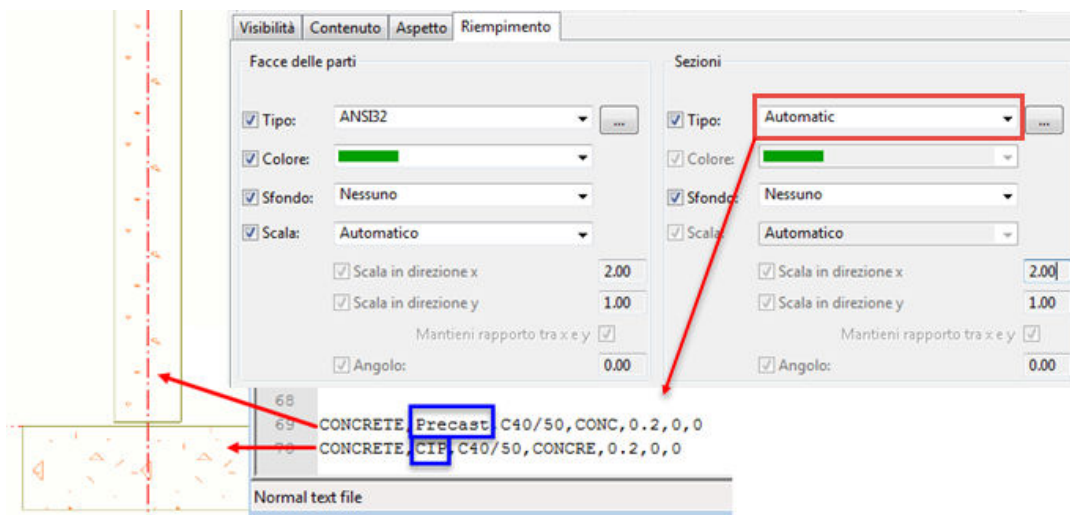 Visibilità Contenuto Aspetto Riempimento
Facce delle parti
Tipo: ANSI32 ...
Colore:
Sfondo: Nessuno
Scala: Automatico
Scala in direzione x 2.00
Scala in direzione y 1.00
Mantieni rapporto tra x e y
Angolo: 0.00
Sezioni
Tipo: Automatic ...
Colore:
Sfondo: Nessuno
Scala: Automatico
Scala in direzione x 2.00
Scala in direzione y 1.00
Mantieni rapporto tra x e y
Angolo: 0.00
68
69 CONCRETE,Precast,C40/50,CONC,0.2,0,0
70 CONCRETE,CIP,C40/50,CONCRE,0.2,0,0
Normal text file